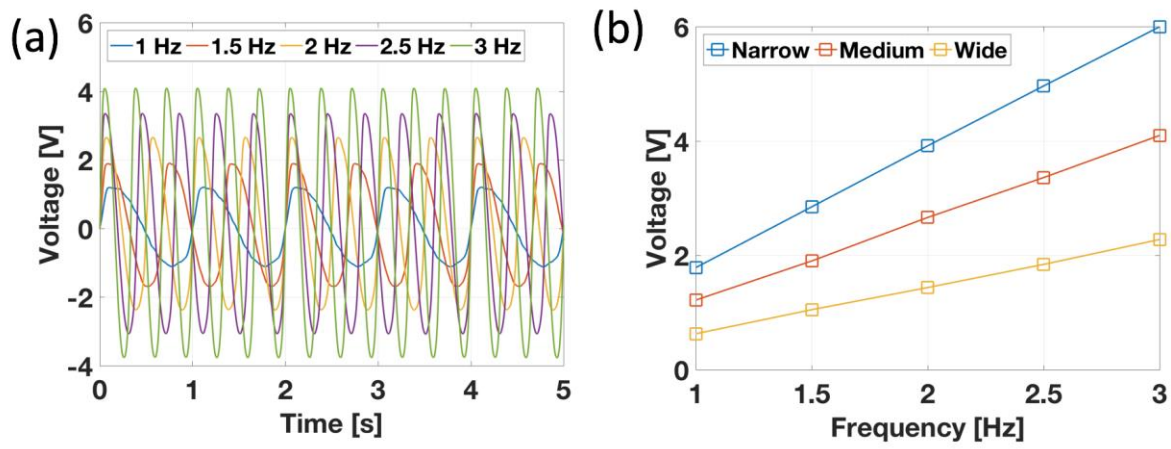 (a)
1 Hz 1.5 Hz 2 Hz 2.5 Hz 3 Hz
Voltage [V]
6
4
2
0
-2
-4
0 1 2 3 4 5
Time [s]
(b)
Narrow Medium Wide
Voltage [V]
6
4
2
0
1 1.5 2 2.5 3
Frequency [Hz]